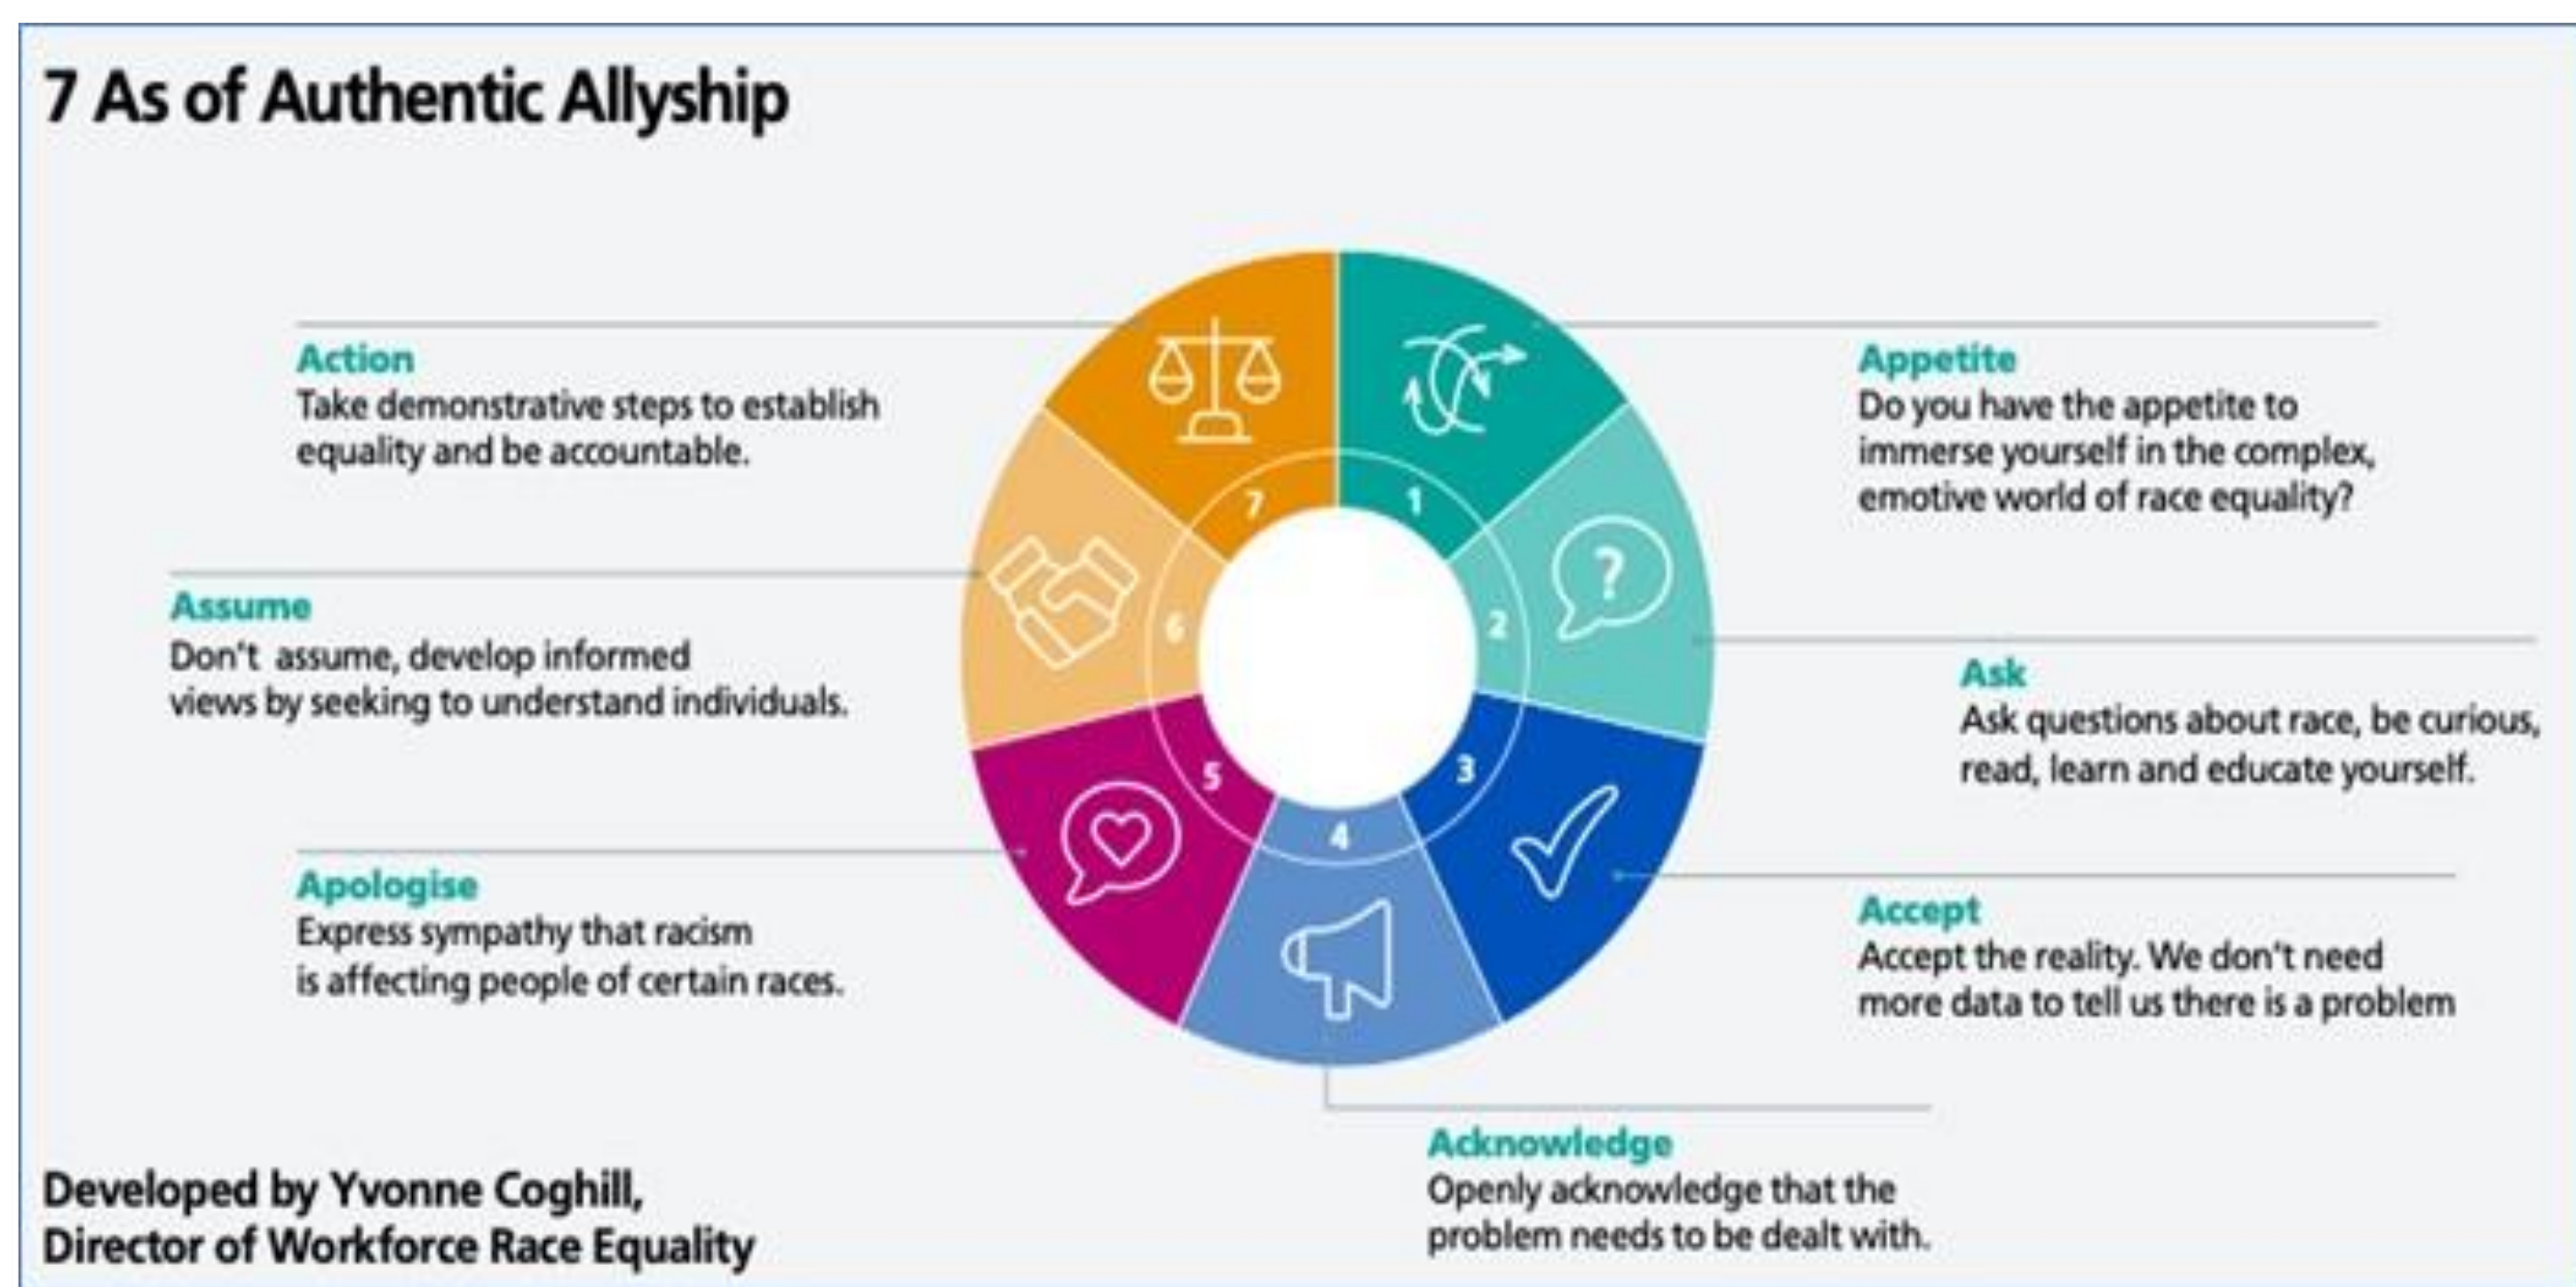 7 As of Authentic Allyship
Appetite
Do you have the appetite to
immerse yourself in the complex,
emotive world of race equality?
Ask
Ask questions about race, be curious,
read, learn and educate yourself.
Accept
Accept the reality. We don't need
more data to tell us there is a problem
Acknowledge
Openly acknowledge that the
problem needs to be dealt with.
Apologise
Express sympathy that racism
is affecting people of certain races.
Assume
Don't assume, develop informed
views by seeking to understand individuals.
Action
Take demonstrative steps to establish
equality and be accountable.
1
?
2
3
4
5
6
7
Developed by Yvonne Coghill,
Director of Workforce Race Equality